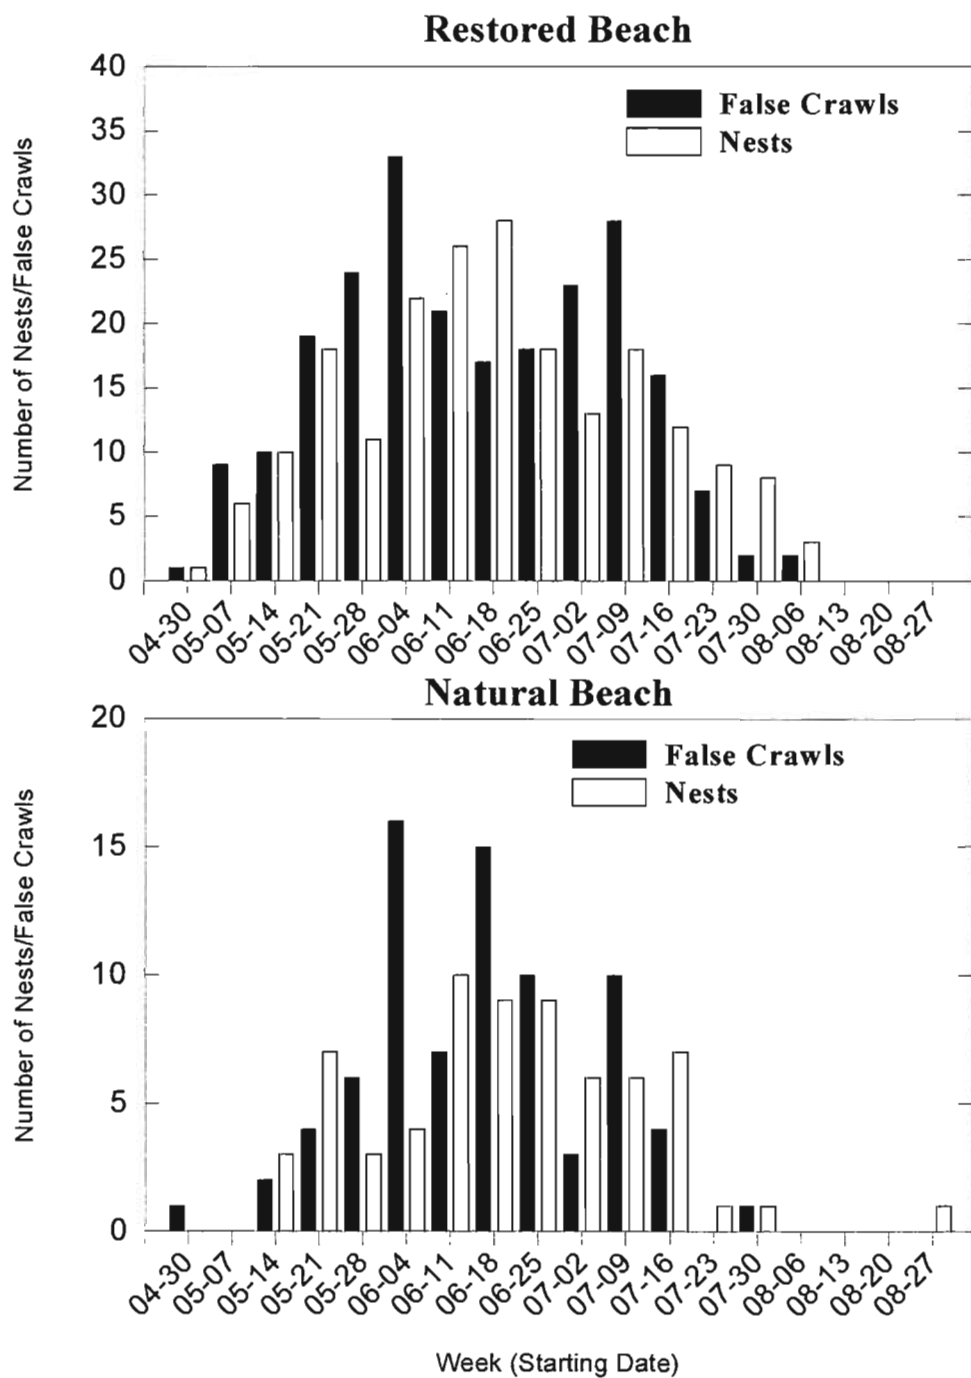 Restored Beach
40
35
30
25
20
15
10
5
0
Number of Nests/False Crawls
False Crawls
Nests
04-30 05-07 05-14 05-21 05-28 06-04 06-11 06-18 06-25 07-02 07-09 07-16 07-23 07-30 08-06 08-13 08-20 08-27
Natural Beach
20
15
10
5
0
Number of Nests/False Crawls
False Crawls
Nests
04-30 05-07 05-14 05-21 05-28 06-04 06-11 06-18 06-25 07-02 07-09 07-16 07-23 07-30 08-06 08-13 08-20 08-27
Week (Starting Date)